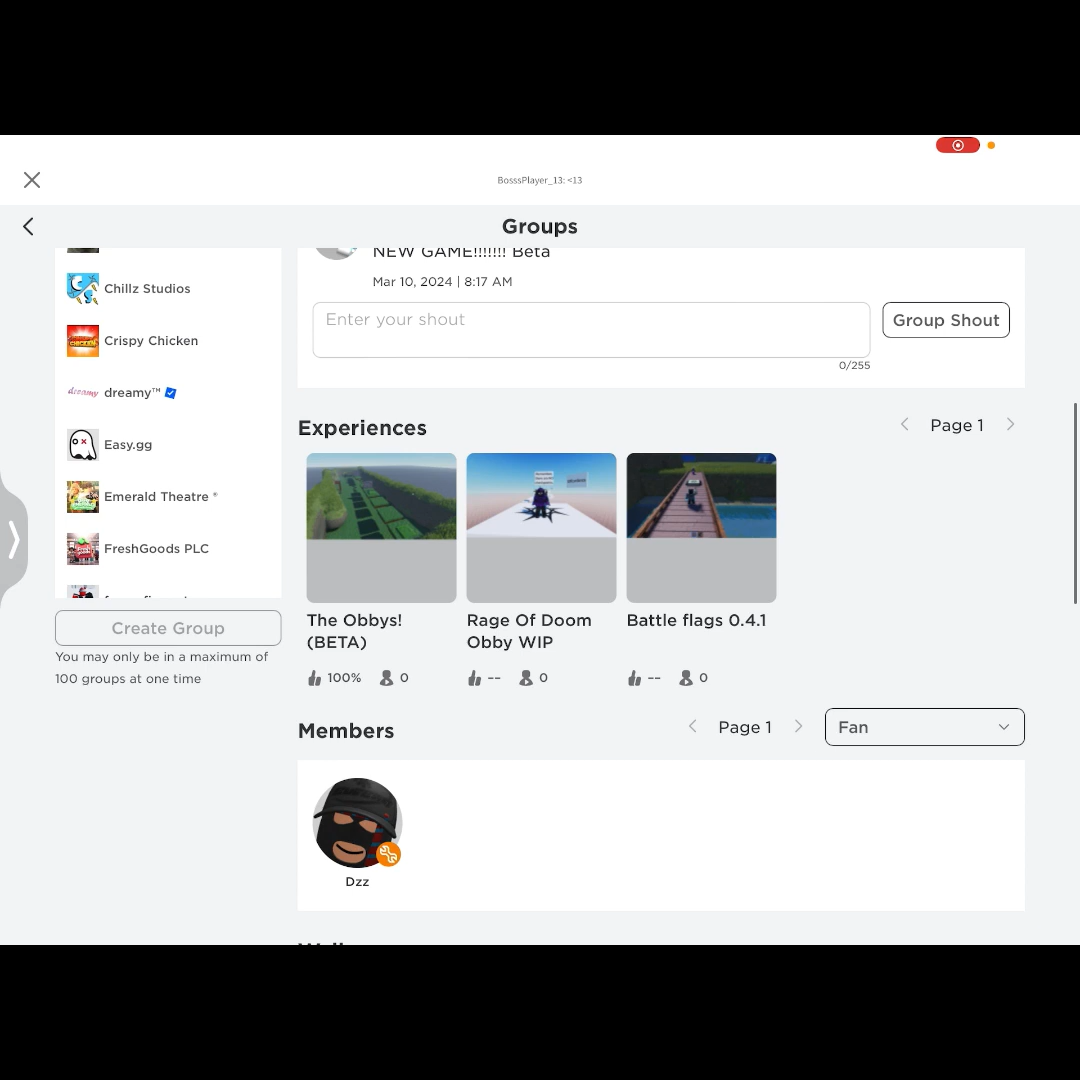 BosssPlayer_13: <13
Groups
NEW GAME!!!!!!! Beta
Mar 10, 2024 | 8:17 AM
Enter your shout
Group Shout
0/255
Chillz Studios
Crispy Chicken
dreamy™
Easy.gg
Emerald Theatre ®
FreshGoods PLC
Create Group
You may only be in a maximum of
100 groups at one time
Experiences
Page 1
The Obbys!
(BETA)
100% 0
Rage Of Doom
Obby WIP
-- 0
Battle flags 0.4.1
-- 0
Members
Page 1
Fan
Dzz